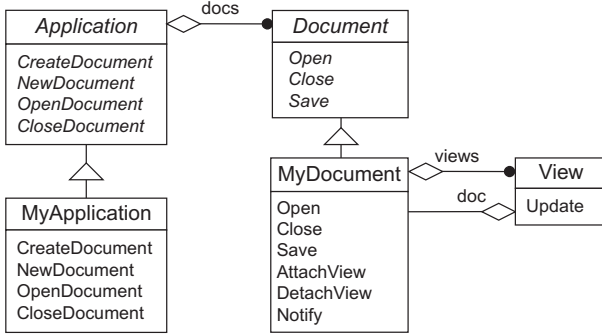 Application
CreateDocument
NewDocument
OpenDocument
CloseDocument
docs
Document
Open
Close
Save
MyApplication
CreateDocument
NewDocument
OpenDocument
CloseDocument
MyDocument
Open
Close
Save
AttachView
DetachView
Notify
views
doc
View
Update